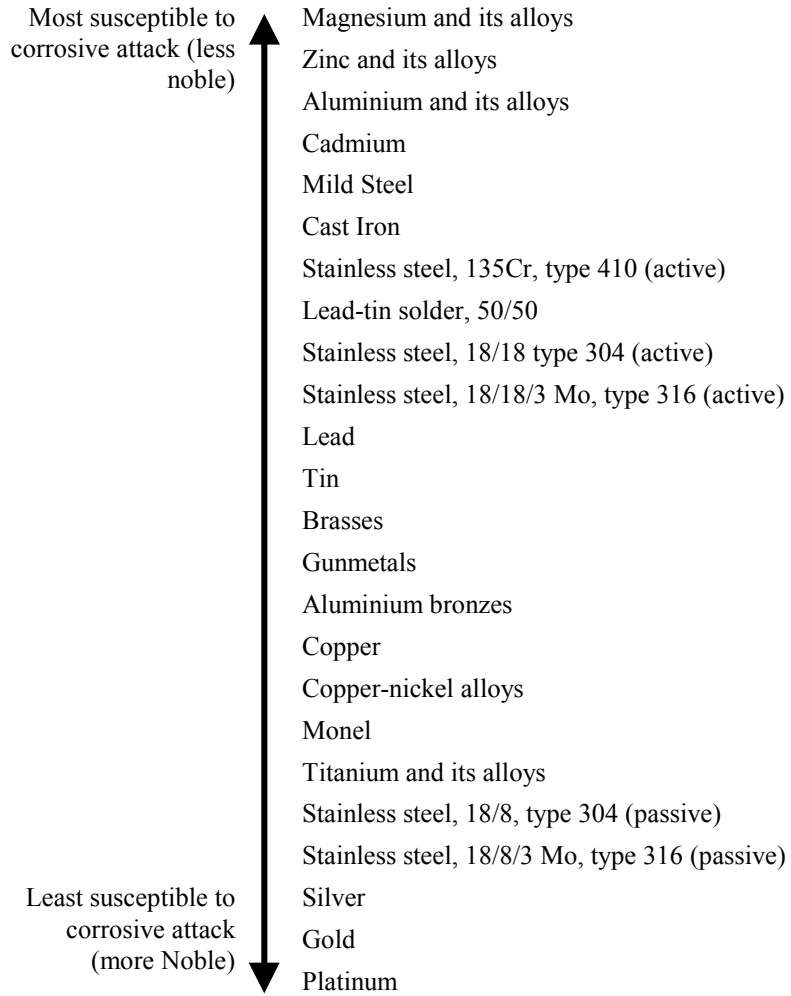 Most susceptible to
corrosive attack (less
noble)
Magnesium and its alloys
Zinc and its alloys
Aluminium and its alloys
Cadmium
Mild Steel
Cast Iron
Stainless steel, 135Cr, type 410 (active)
Lead-tin solder, 50/50
Stainless steel, 18/18 type 304 (active)
Stainless steel, 18/18/3 Mo, type 316 (active)
Lead
Tin
Brasses
Gunmetals
Aluminium bronzes
Copper
Copper-nickel alloys
Monel
Titanium and its alloys
Stainless steel, 18/8, type 304 (passive)
Stainless steel, 18/8/3 Mo, type 316 (passive)
Least susceptible to
corrosive attack
(more Noble)
Silver
Gold
Platinum